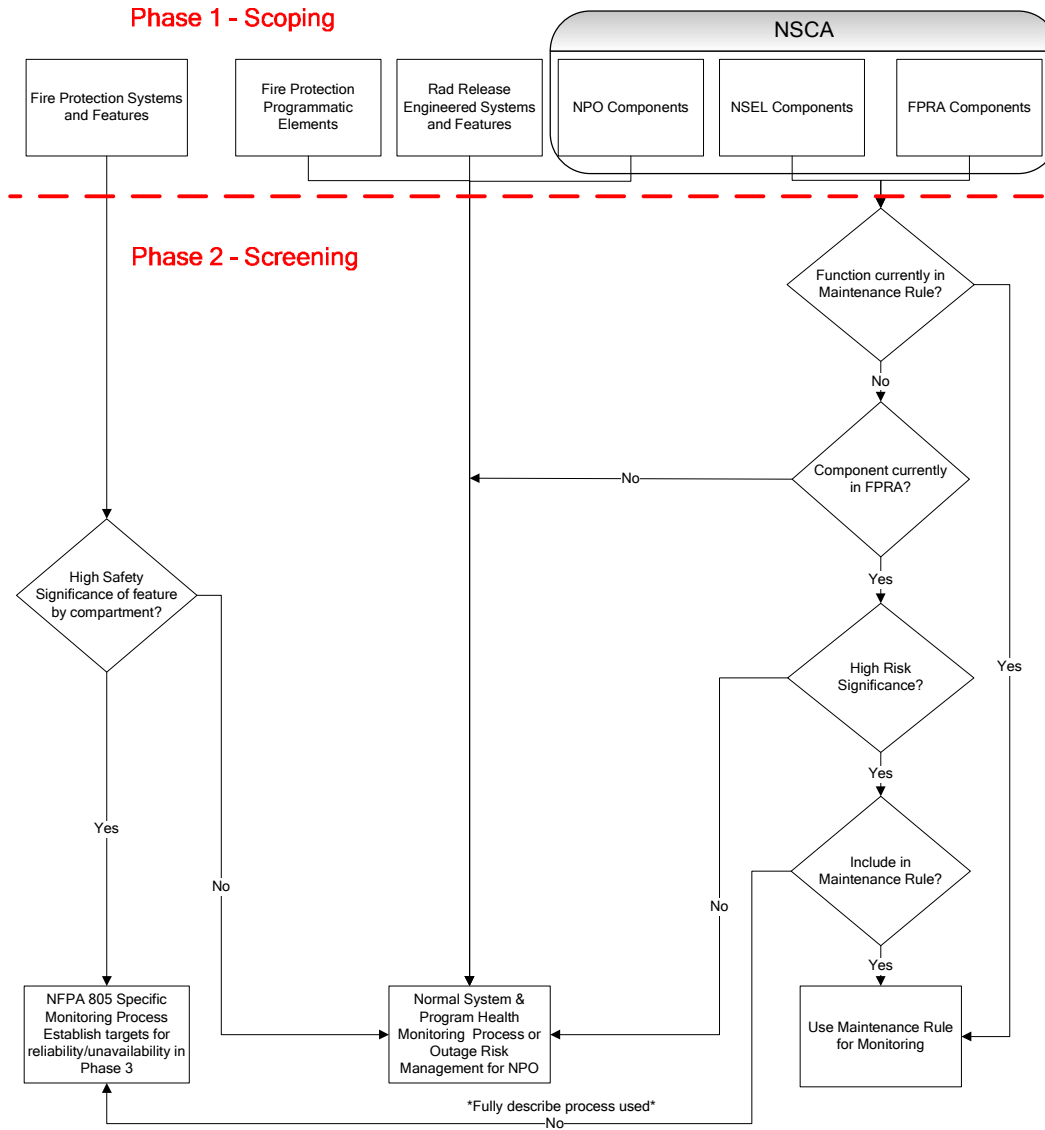 Phase 1 - Scoping
NSCA
Fire Protection Systems
and Features
Fire Protection
Programmatic
Elements
Rad Release
Engineered Systems
and Features
NPO Components
NSEL Components
FPRA Components
Phase 2 - Screening
Function currently in
Maintenance Rule?
No
Component currently
in FPRA?
No
High Safety
Significance of feature
by compartment?
Yes
High Risk
Significance?
Yes
Yes
Yes
Include in
Maintenance Rule?
No
No
Yes
NFPA 805 Specific
Monitoring Process
Establish targets for
reliability/unavailability in
Phase 3
Normal System &
Program Health
Monitoring Process or
Outage Risk
Management for NPO
Use Maintenance Rule
for Monitoring
*Fully describe process used*
No